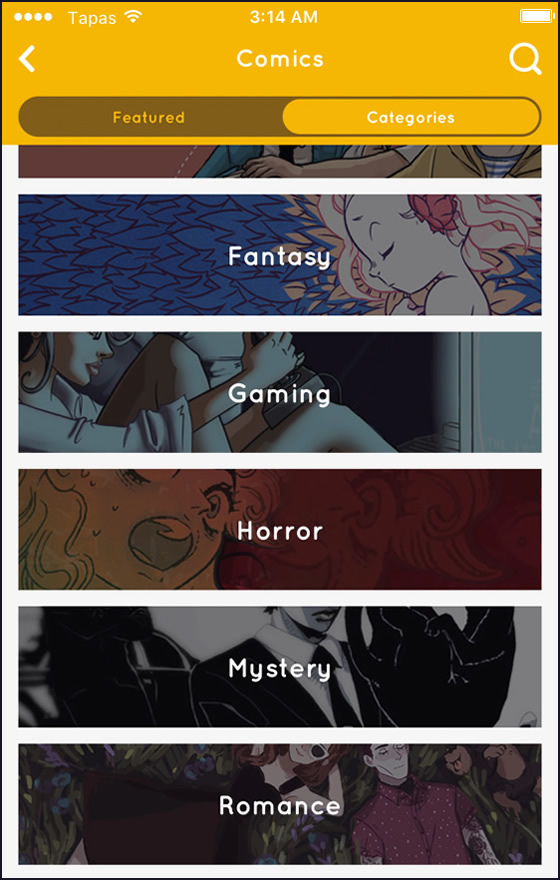 Tapas 3:14 AM
Comics
Featured Categories
Fantasy
Gaming
Horror
Mystery
Romance